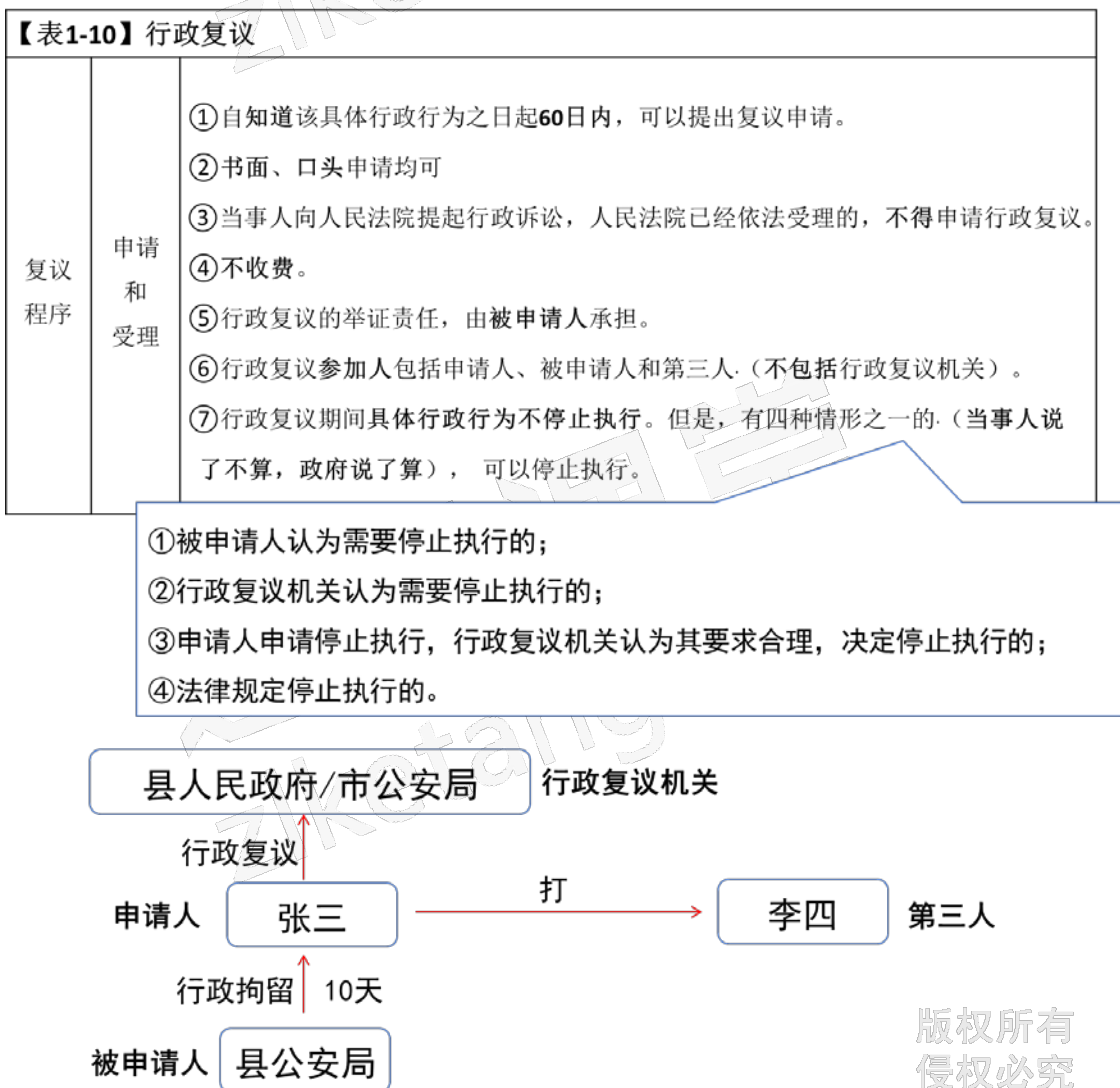 【表1-10】行政复议
复议
程序
申请
和
受理
①自知道该具体行政行为之日起60日内，可以提出复议申请。
②书面、口头申请均可
③当事人向人民法院提起行政诉讼，人民法院已经依法受理的，不得申请行政复议。
④不收费。
⑤行政复议的举证责任，由被申请人承担。
⑥行政复议参加人包括申请人、被申请人和第三人.（不包括行政复议机关）。
⑦行政复议期间具体行政行为不停止执行。但是，有四种情形之一的.（当事人说
了不算，政府说了算）， 可以停止执行。
①被申请人认为需要停止执行的；
②行政复议机关认为需要停止执行的；
③申请人申请停止执行，行政复议机关认为其要求合理，决定停止执行的；
④法律规定停止执行的。
ziketang
县人民政府/市公安局 行政复议机关
行政复议
打
申请人 张三 李四 第三人
行政拘留 10天
被申请人 县公安局
版权所有
侵权必究